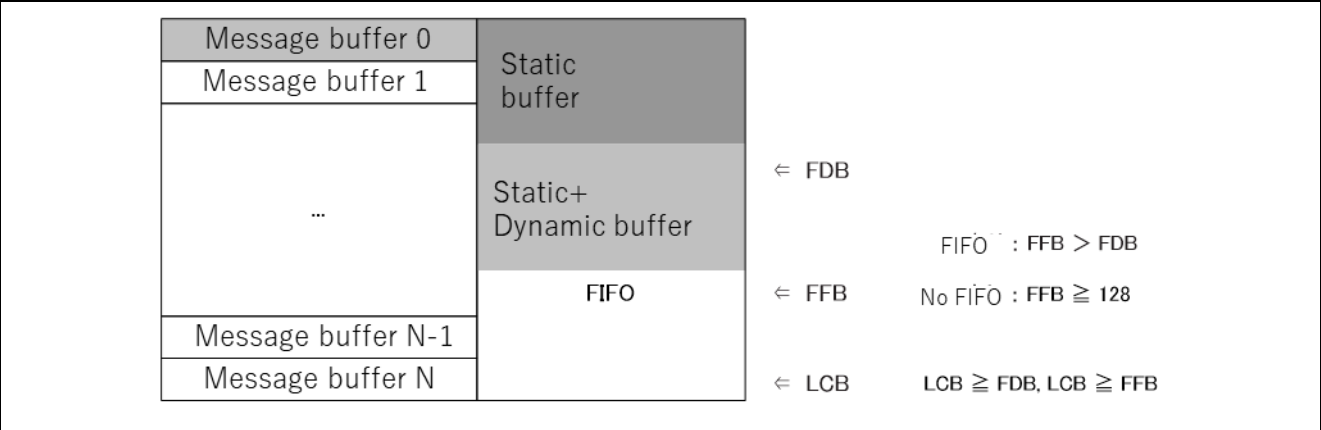 Message buffer 0
Message buffer 1
...
Message buffer N-1
Message buffer N
Static
buffer
Static+
Dynamic buffer
FIFO
⇐ FDB
⇐ FFB
⇐ LCB
FIFO : FFB > FDB
No FIFO : FFB ≧ 128
LCB ≧ FDB, LCB ≧ FFB